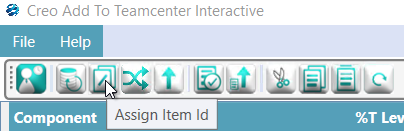 Creo Add To Teamcenter Interactive
File Help
Assign Item Id
Component %T Lev